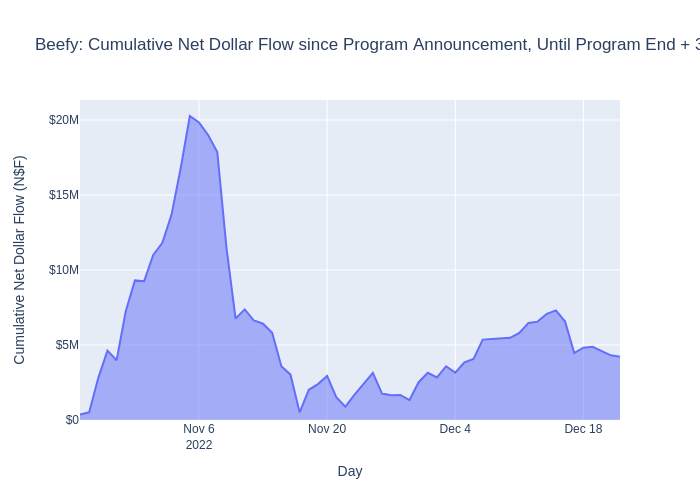 Beefy: Cumulative Net Dollar Flow since Program Announcement, Until Program End + 3
$20M
$15M
$10M
$5M
$0
Cumulative Net Dollar Flow (N$F)
Nov 6
2022
Nov 20
Dec 4
Dec 18
Day